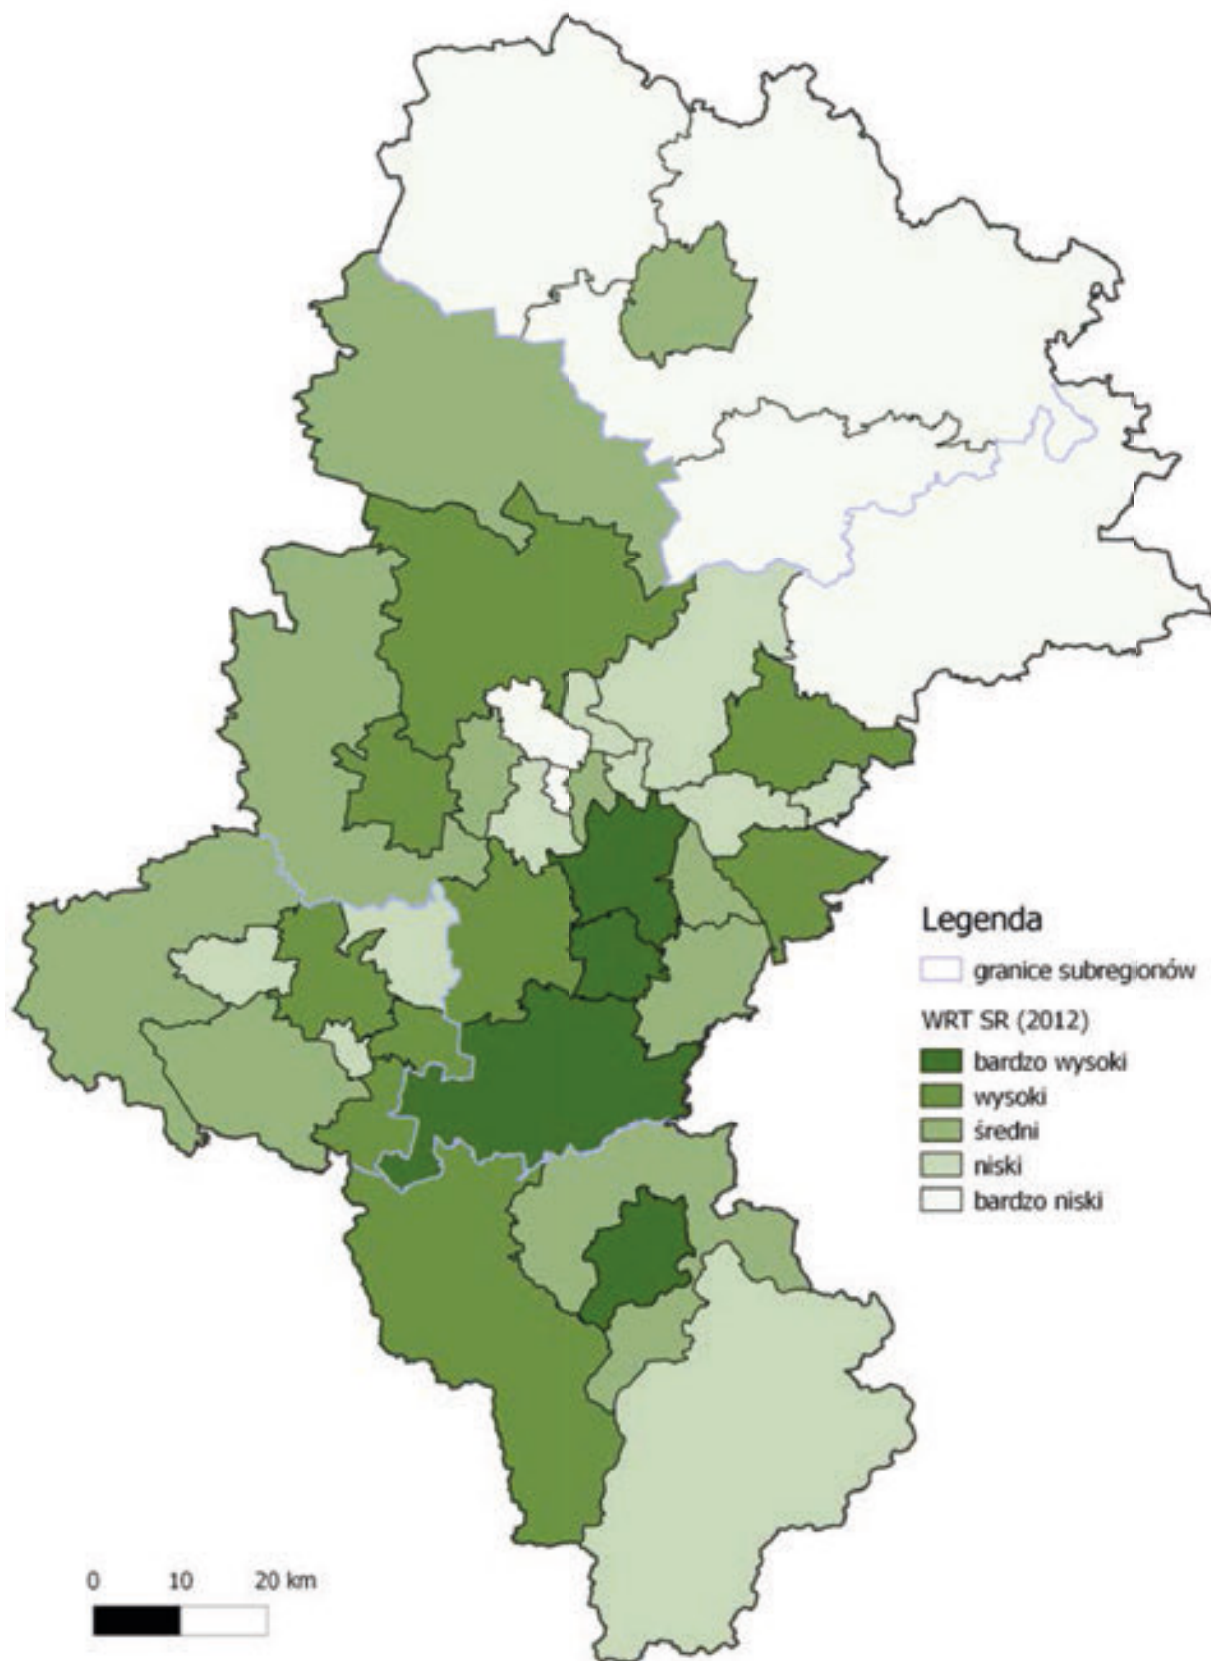 Legenda
granice subregionów
WRT SR (2012)
bardzo wysoki
wysoki
średni
niski
bardzo niski
0 10 20 km